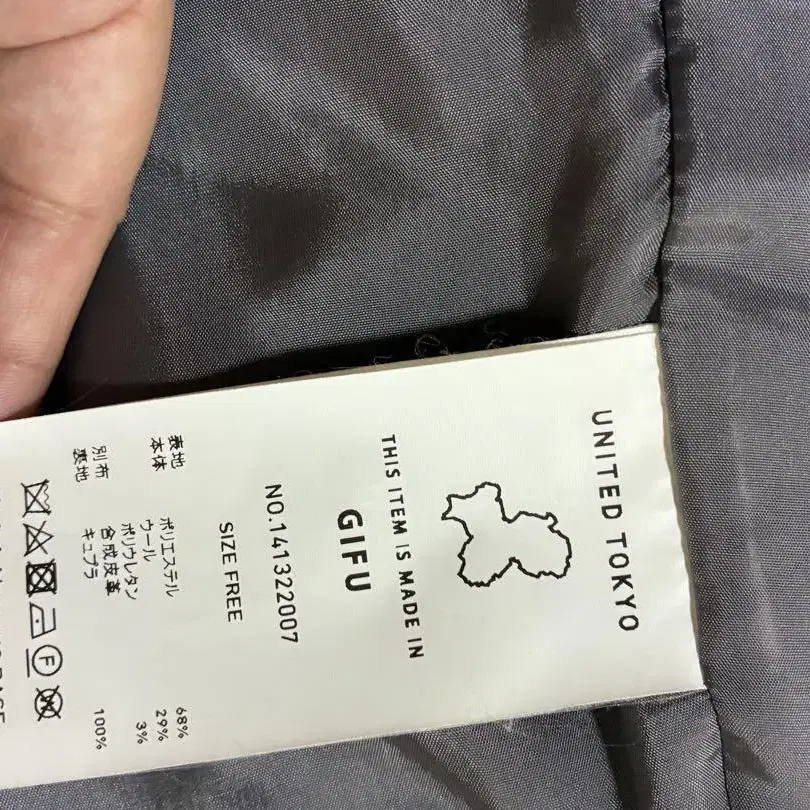 UNITED TOKYO
THIS ITEM IS MADE IN
GIFU
NO.141322007
SIZE FREE
表地
本体 ポリエステル 68%
ウール 29%
ポリウレタン 3%
別布 合成皮革
裏地 キュプラ 100%
F